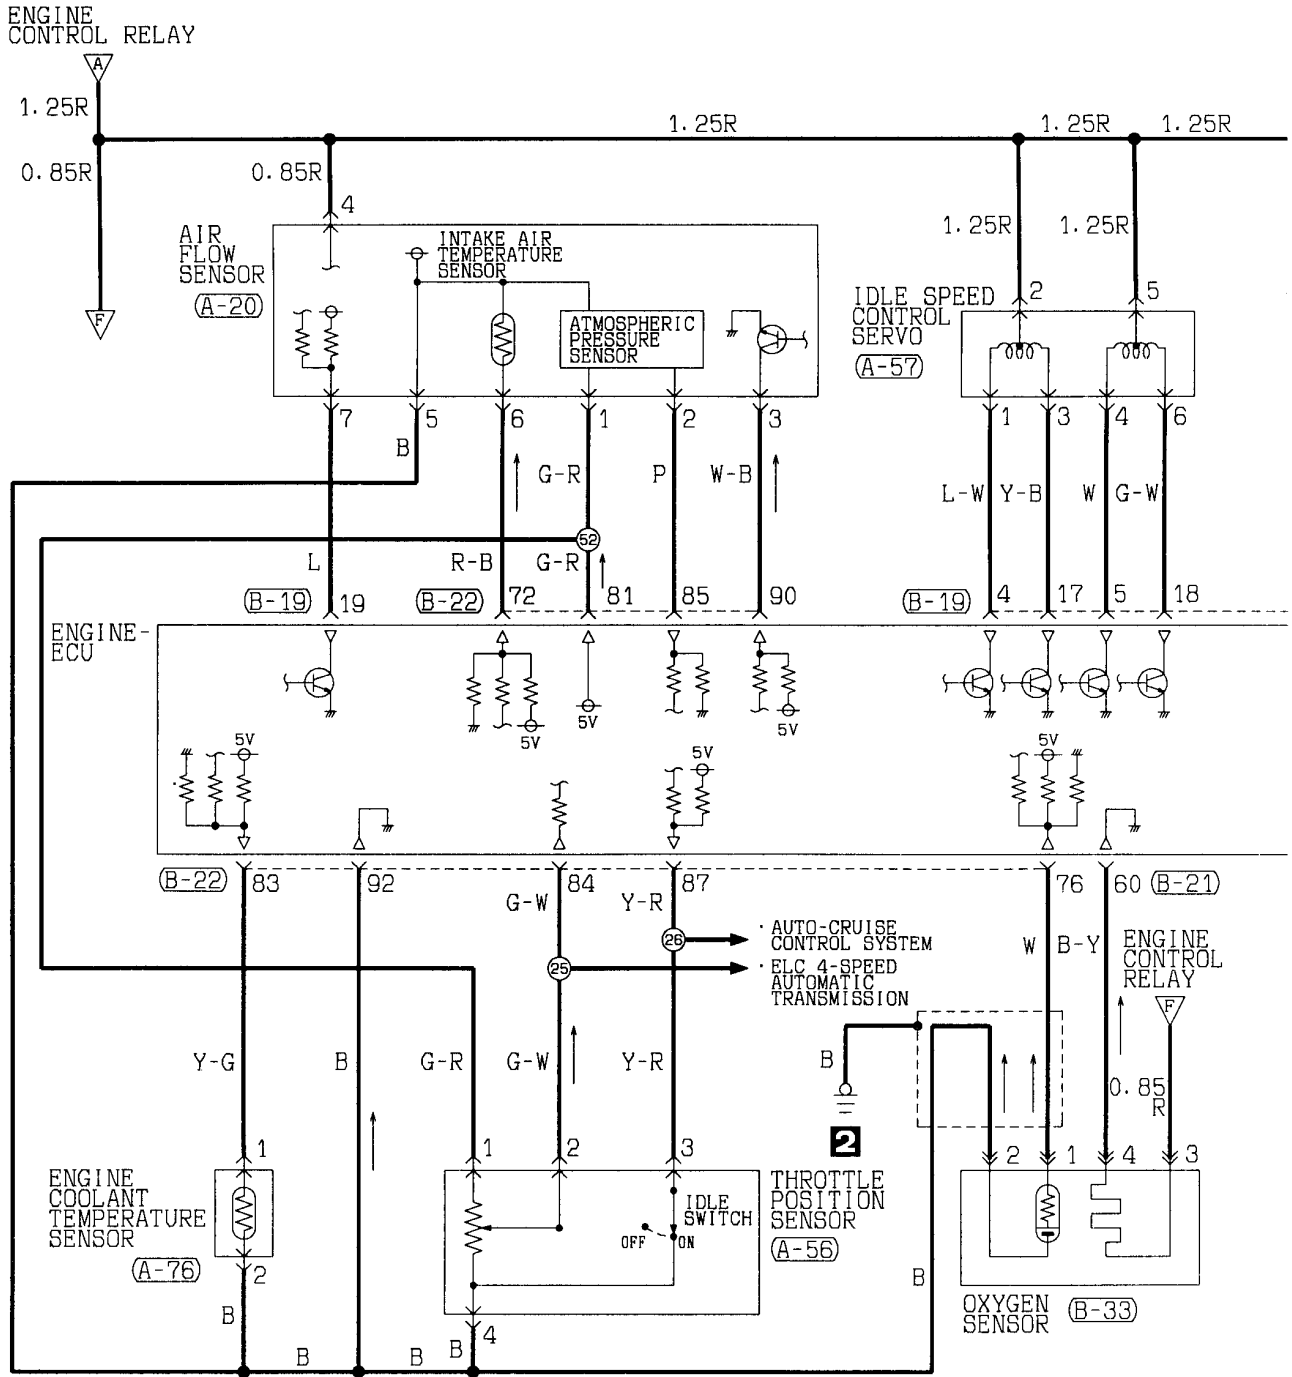 ENGINE
CONTROL RELAY
A
1.25R
1.25R
1.25R
1.25R
0.85R
0.85R
4
1.25R
1.25R
AIR
FLOW
SENSOR
A-20
INTAKE AIR
TEMPERATURE
SENSOR
ATMOSPHERIC
PRESSURE
SENSOR
F
IDLE SPEED
CONTROL
SERVO
A-57
2
5
7
5
6
1
2
3
1
3
4
6
B
G-R
P
W-B
L-W
Y-B
W
G-W
52
L
R-B
G-R
B-19
19
B-22
72
81
85
90
B-19
4
17
5
18
ENGINE-
ECU
5V
5V
5V
5V
5V
5V
B-22
83
92
84
87
76
60
B-21
G-W
Y-R
26
25
· AUTO-CRUISE
CONTROL SYSTEM
· ELC 4-SPEED
AUTOMATIC
TRANSMISSION
W
B-Y
ENGINE
CONTROL
RELAY
F
Y-G
B
G-R
G-W
Y-R
B
0.85
R
2
1
1
2
3
2
1
4
3
ENGINE
COOLANT
TEMPERATURE
SENSOR
A-76
2
IDLE
SWITCH
OFF
ON
THROTTLE
POSITION
SENSOR
A-56
4
B
OXYGEN
SENSOR
B-33
B
B
B
B